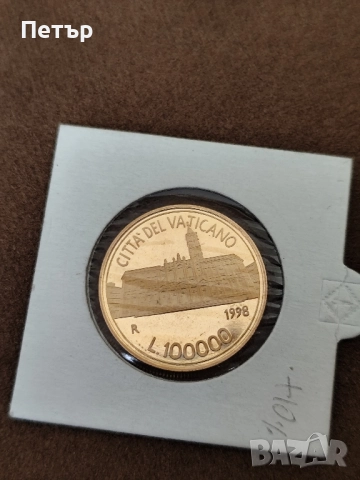 Петър
CITTA' DEL VATICANO
1998
R
L. 100000
BAZAR